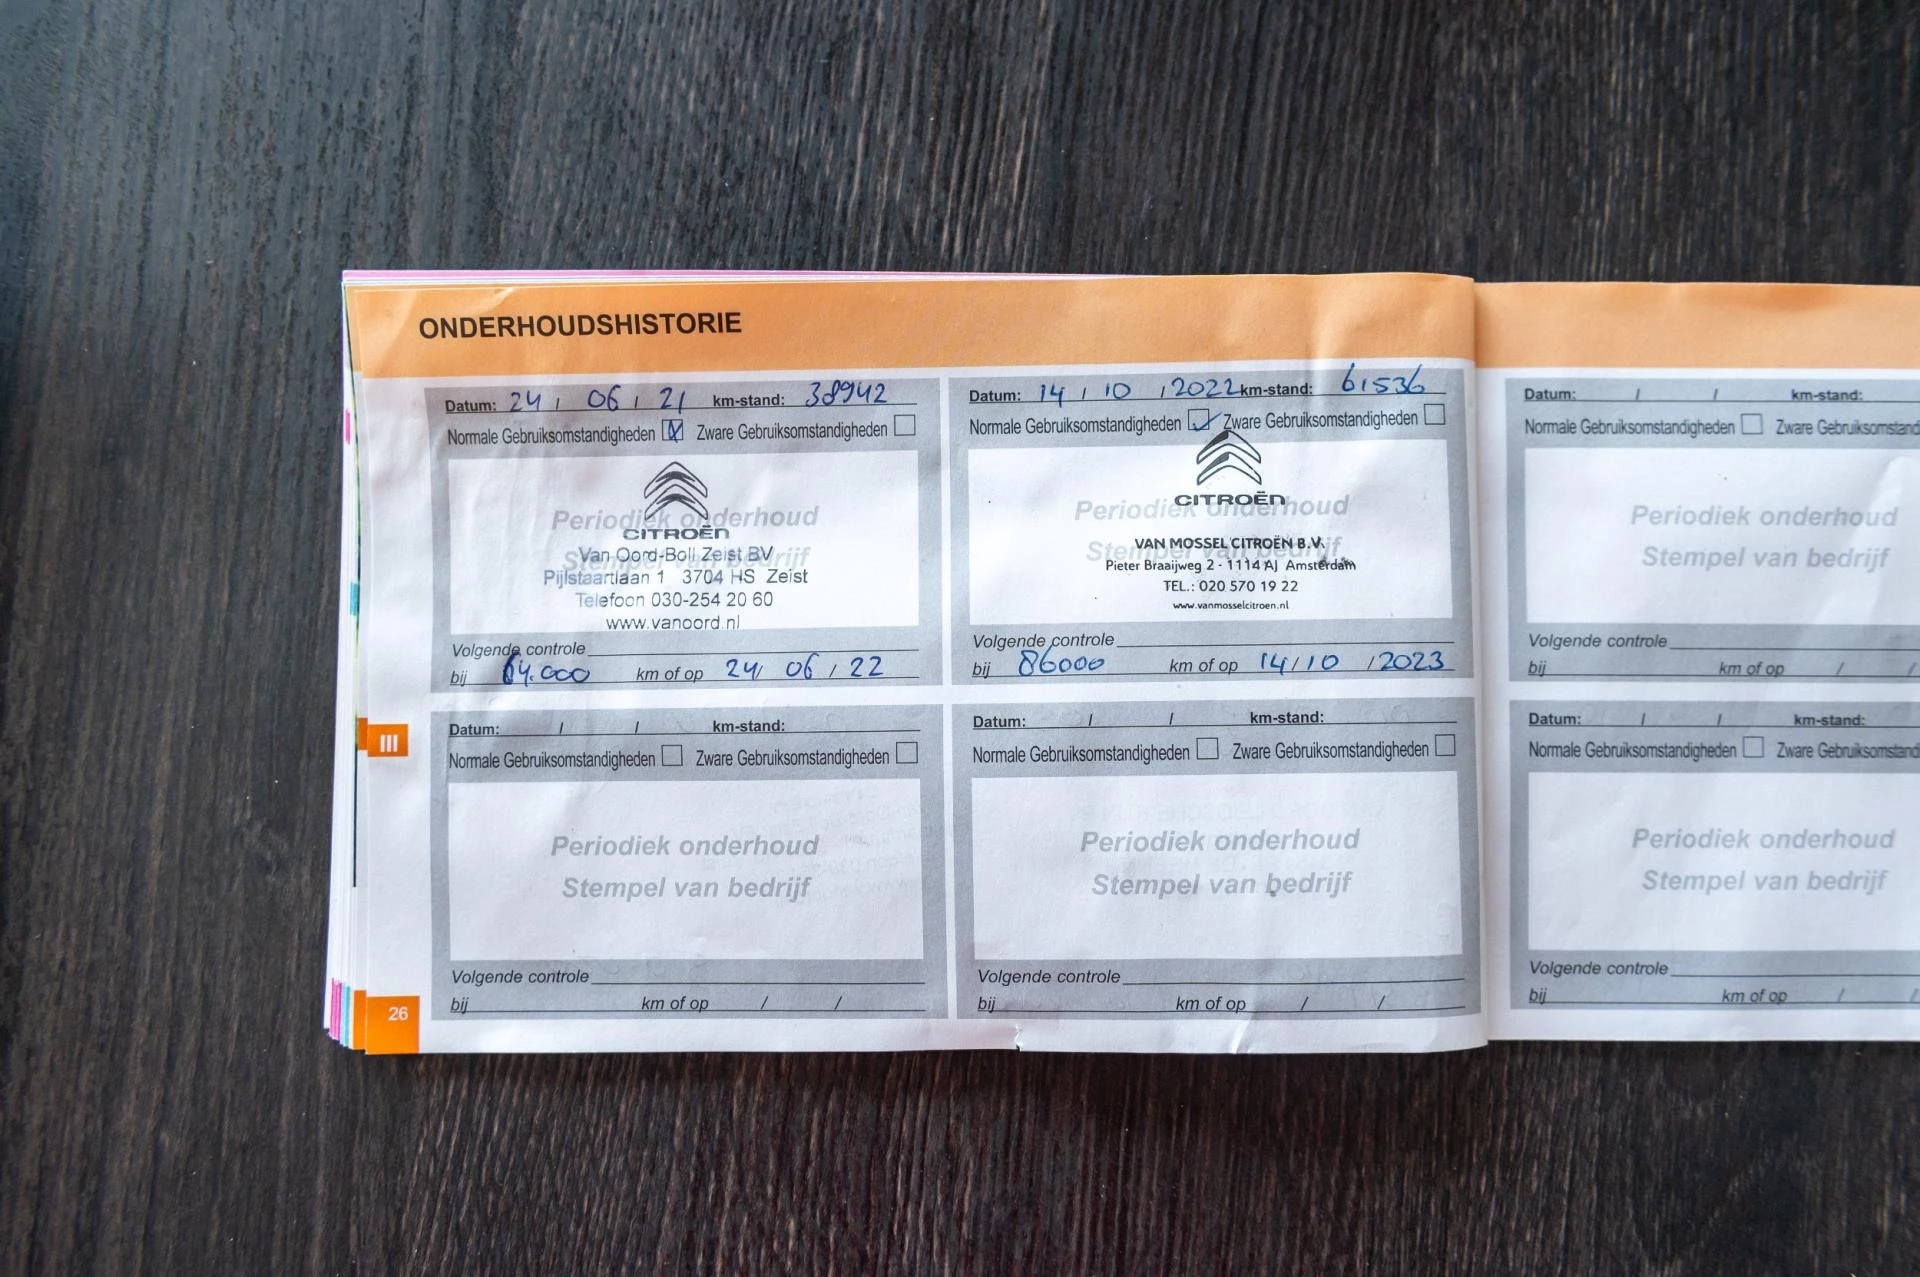 ONDERHOUDSHISTORIE
Datum: 24 / 06 / 21 km-stand: 38942
Normale Gebruiksomstandigheden Zware Gebruiksomstandigheden
CITROËN
Periodiek onderhoud
Stempel van bedrijf
Van Oord-Boll Zeist BV
Pijlstaartlaan 1 3704 HS Zeist
Telefoon 030-254 20 60
www.vanoord.nl
Volgende controle
bij 64.000 km of op 24/ 06 / 22
Datum: 14 / 10 / 2022 km-stand: 61536
Normale Gebruiksomstandigheden Zware Gebruiksomstandigheden
CITROËN
Periodiek onderhoud
Stempel van bedrijf
VAN MOSSEL CITROËN B.V.
Pieter Braaijweg 2 - 1114 AJ Amsterdam
TEL.: 020 570 19 22
www.vanmosselcitroen.nl
Volgende controle
bij 86000 km of op 14/10 /2023
Datum: / / km-stand:
Normale Gebruiksomstandigheden Zware
Periodiek onderhoud
Stempel van bedrijf
Volgende controle
bij km of op / /
III
Datum: / / km-stand:
Normale Gebruiksomstandigheden Zware Gebruiksomstandigheden
Periodiek onderhoud
Stempel van bedrijf
Volgende controle
bij km of op / /
Datum: / / km-stand:
Normale Gebruiksomstandigheden Zware Gebruiksomstandigheden
Periodiek onderhoud
Stempel van bedrijf
Volgende controle
bij km of op / /
Datum: / / km-stand:
Normale Gebruiksomstandigheden Zware
Periodiek onderhoud
Stempel van bedrijf
Volgende controle
bij km of op / /
26